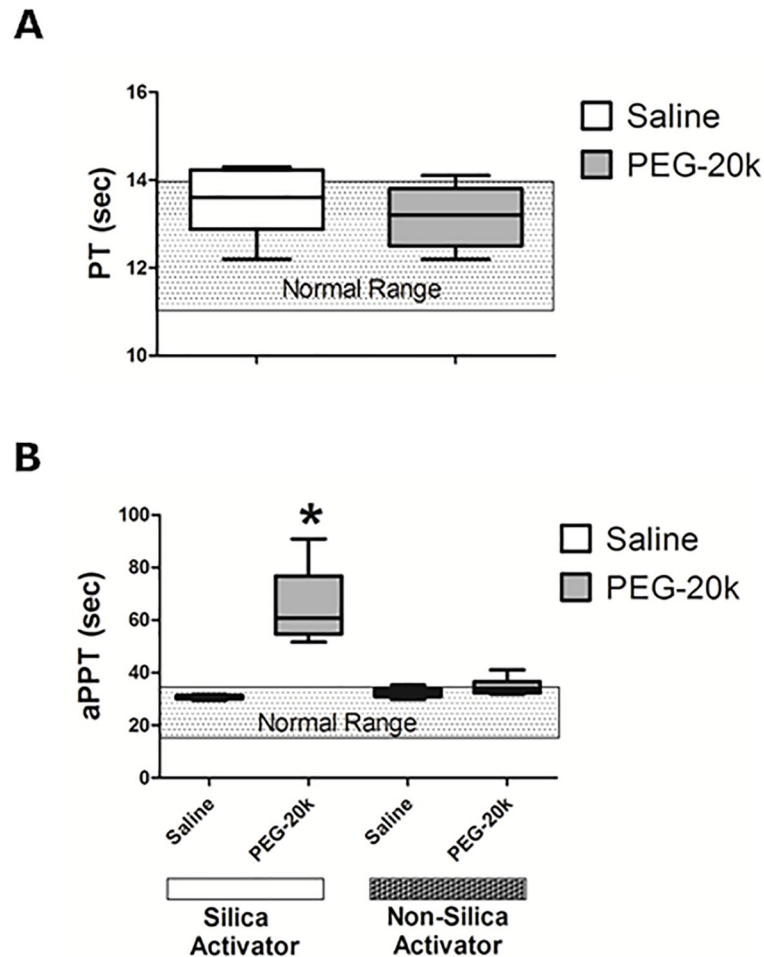 A
16
14
12
10
PT (sec)
Normal Range
Saline
PEG-20k
B
100
80
60
40
20
0
aPPT (sec)
*
Normal Range
Saline
PEG-20k
Saline
PEG-20k
Saline
PEG-20k
Silica
Activator
Non-Silica
Activator